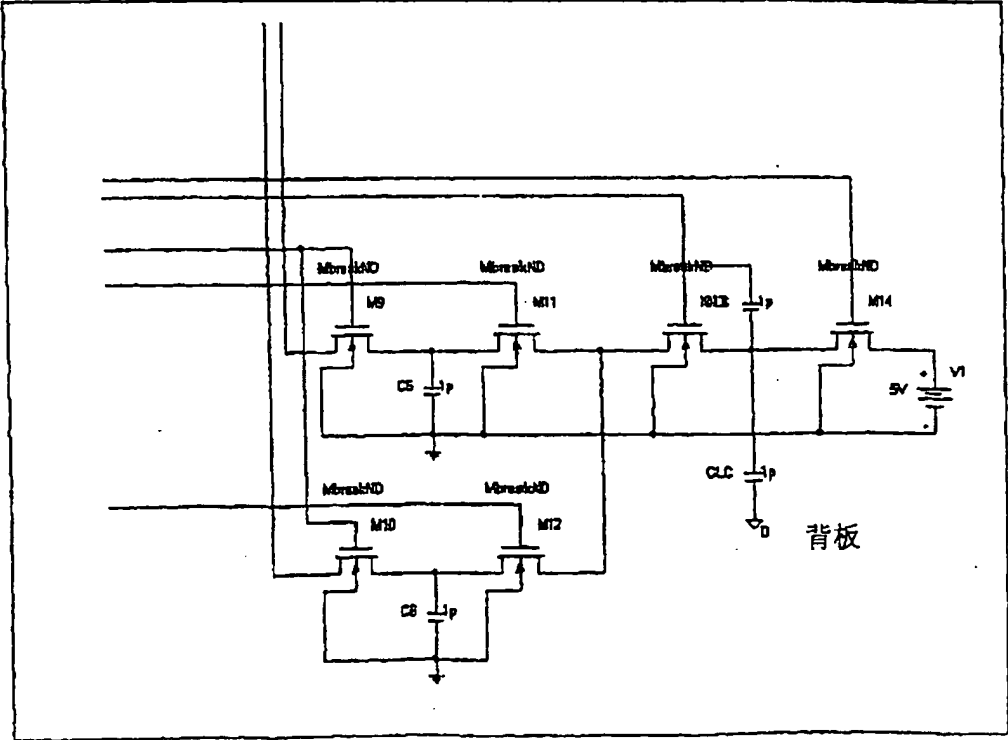 MbreakND
MbreakND
MbreakND
MbreakND
M9
M11
1p
M14
C5
1p
5V
V1
CLC
1p
D
背板
MbreakND
MbreakND
M10
M12
C6
1p